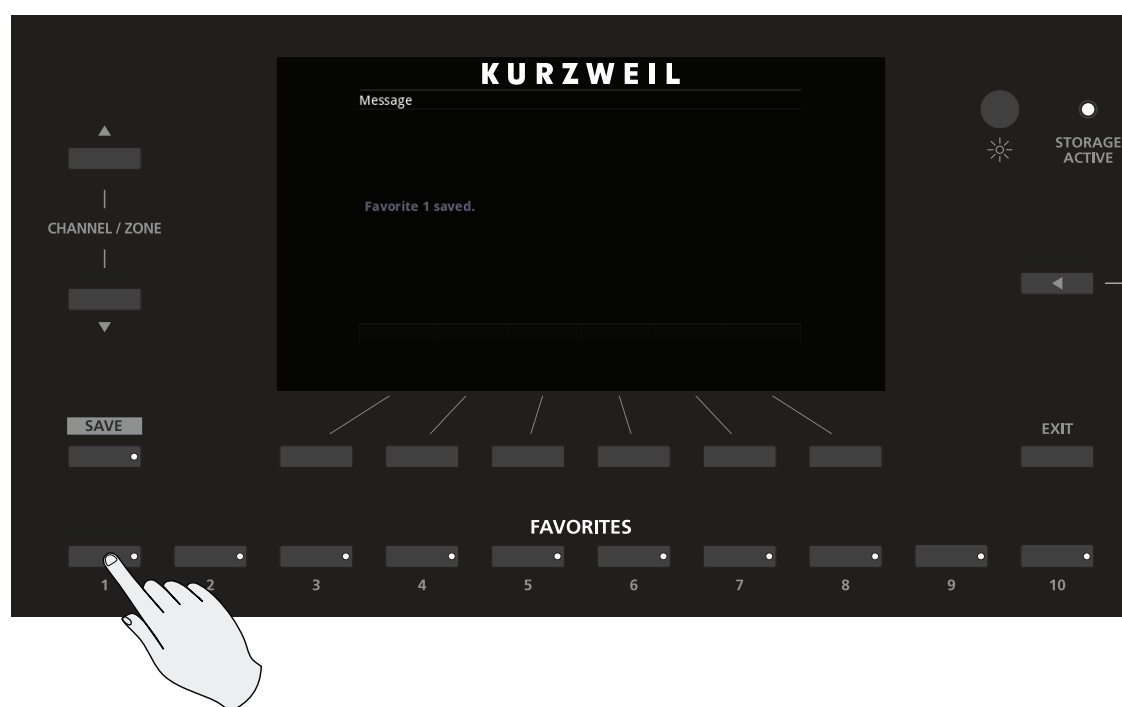 KURZWEIL
Message
STORAGE
ACTIVE
Favorite 1 saved.
CHANNEL / ZONE
SAVE
EXIT
FAVORITES
1 2 3 4 5 6 7 8 9 10